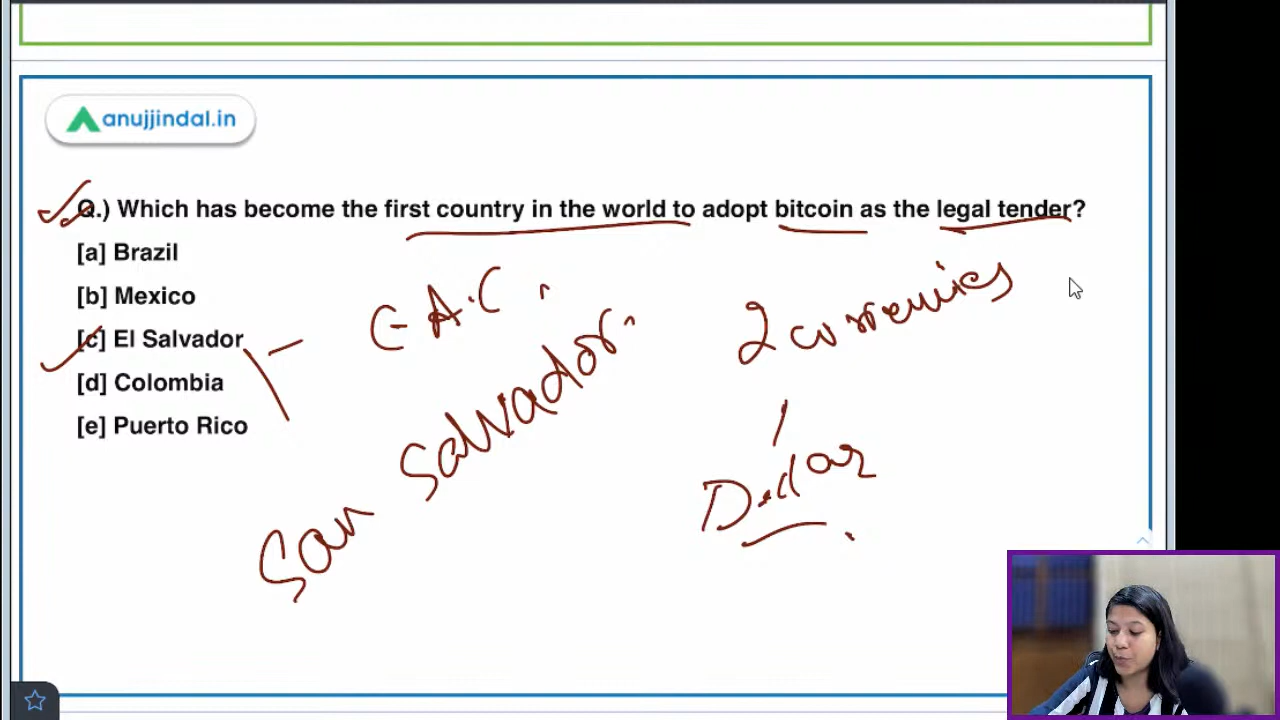 anujjindal.in
Q.) Which has become the first country in the world to adopt bitcoin as the legal tender?
[a] Brazil
[b] Mexico
[c] El Salvador
[d] Colombia
[e] Puerto Rico
San Salvador
2 currencies
Dollar